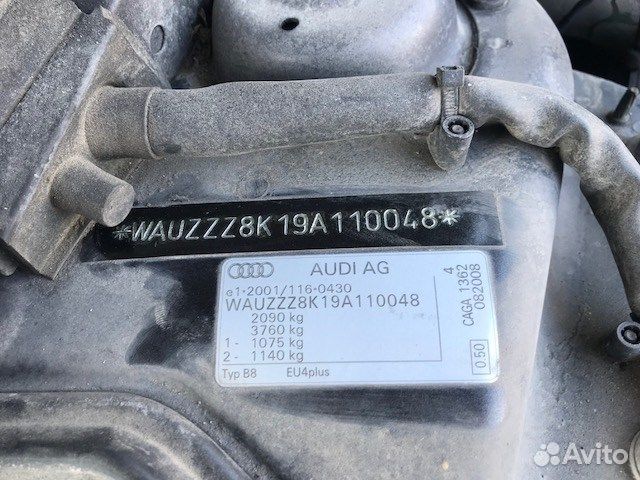 *WAUZZZ8K19A110048*
AUDI AG
e1*2001/116*0430
WAUZZZ8K19A110048
2090 kg
3760 kg
1- 1075 kg
2- 1140 kg
Typ B8 EU4plus
4
CAGA 1362
082008
0.50
Avito